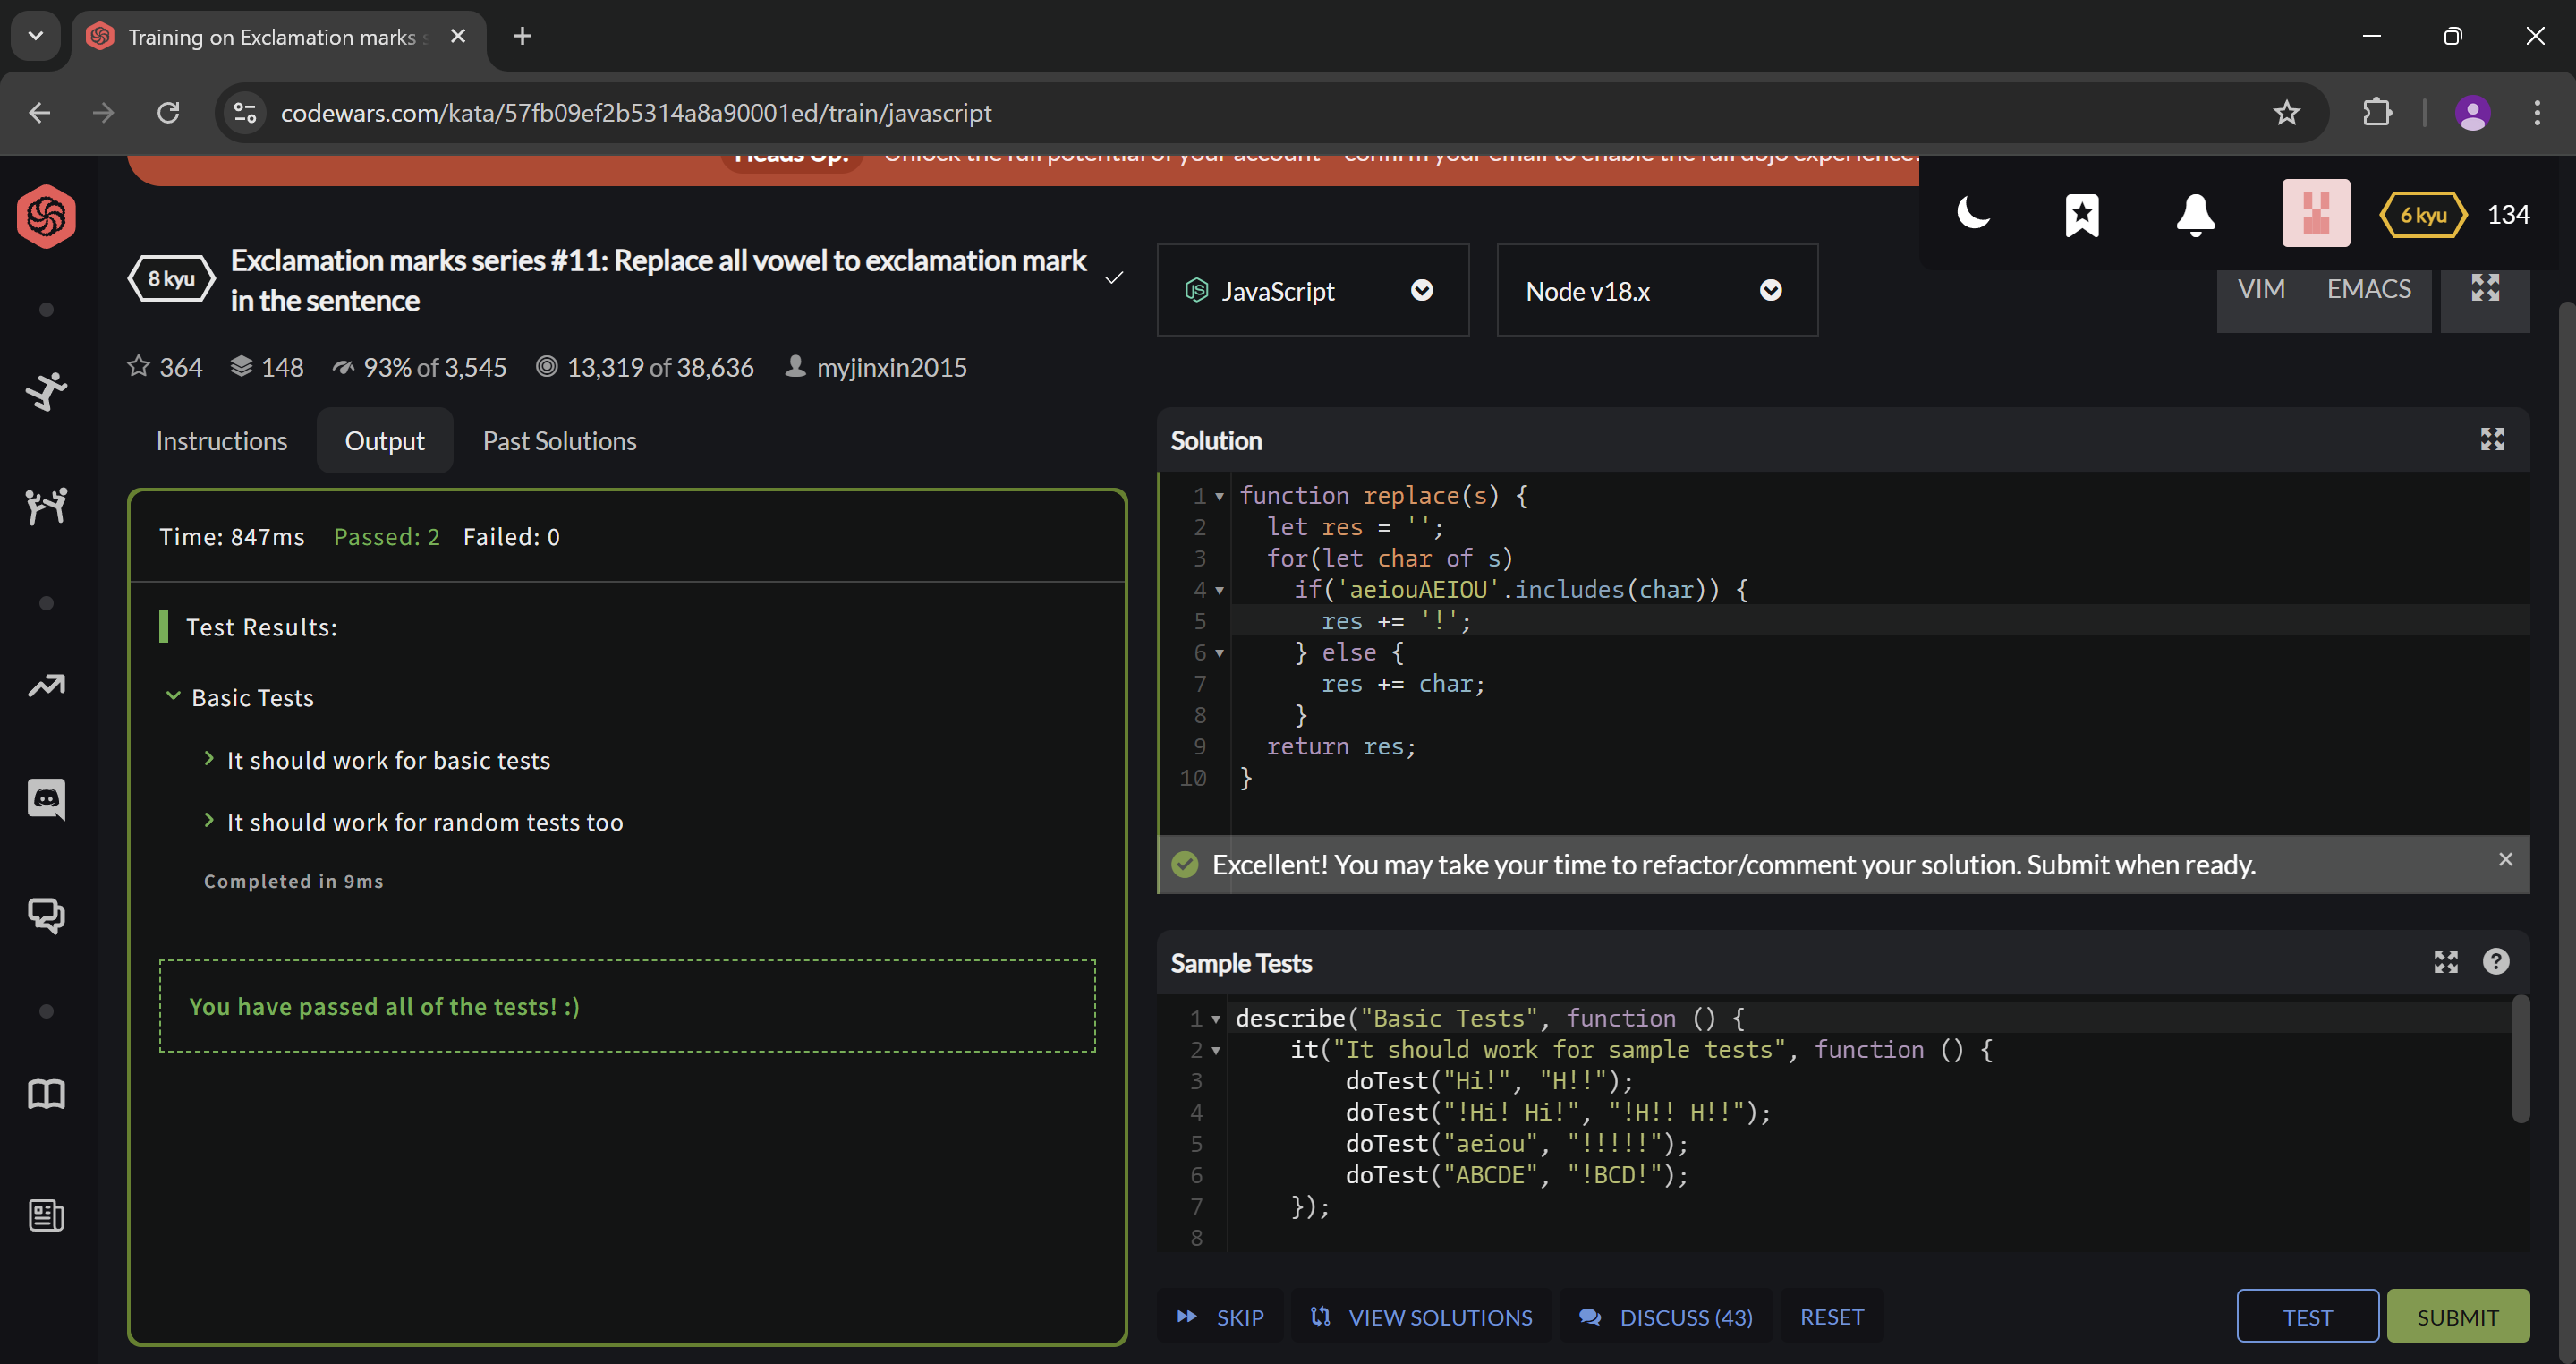 Training on Exclamation marks s
codewars.com/kata/57fb09ef2b5314a8a90001ed/train/javascript
Heads Up! Unlock the full potential of your account - confirm your email to enable the full dojo experience.
6 kyu 134
8 kyu
Exclamation marks series #11: Replace all vowel to exclamation mark
in the sentence
JavaScript
Node v18.x
VIM EMACS
364 148 93% of 3,545 13,319 of 38,636 myjinxin2015
Instructions Output Past Solutions
Time: 847ms Passed: 2 Failed: 0
Test Results:
Basic Tests
It should work for basic tests
It should work for random tests too
Completed in 9ms
You have passed all of the tests! :)
Solution
1 function replace(s) {
2 let res = '';
3 for(let char of s)
4 if('aeiouAEIOU'.includes(char)) {
5 res += '!';
6 } else {
7 res += char;
8 }
9 return res;
10 }
Excellent! You may take your time to refactor/comment your solution. Submit when ready.
Sample Tests
1 describe("Basic Tests", function () {
2 it("It should work for sample tests", function () {
3 doTest("Hi!", "H!!");
4 doTest("!Hi! Hi!", "!H!! H!!");
5 doTest("aeiou", "!!!!!");
6 doTest("ABCDE", "!BCD!");
7 });
8
SKIP VIEW SOLUTIONS DISCUSS (43) RESET TEST SUBMIT